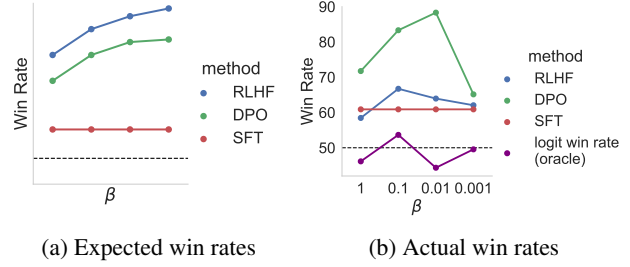 Win Rate
β
method
RLHF
DPO
SFT
(a) Expected win rates
90
80
70
60
50
Win Rate
1 0.1 0.01 0.001
β
method
RLHF
DPO
SFT
logit win rate
(oracle)
(b) Actual win rates